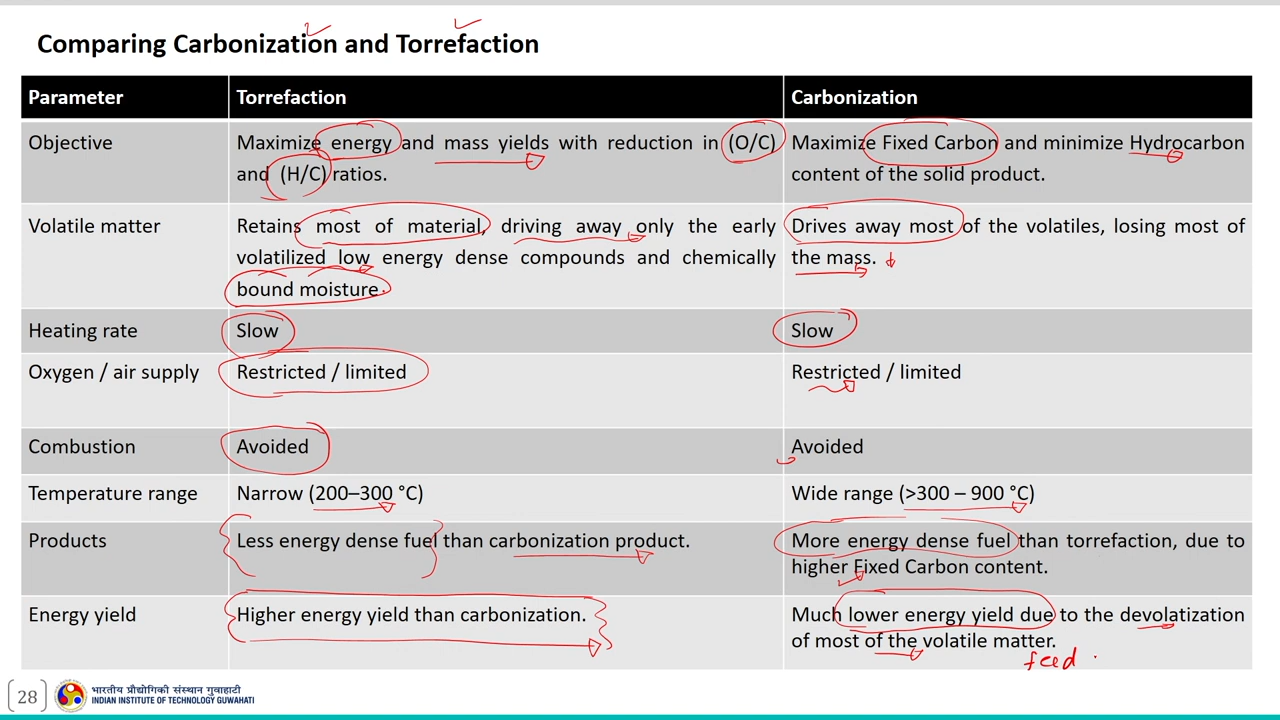 Comparing Carbonization and Torrefaction
Parameter
Torrefaction
Carbonization
Objective
Maximize energy and mass yields with reduction in (O/C)
and (H/C) ratios.
Maximize Fixed Carbon and minimize Hydrocarbon
content of the solid product.
Volatile matter
Retains most of material, driving away only the early
volatilized low energy dense compounds and chemically
bound moisture.
Drives away most of the volatiles, losing most of
the mass.
Heating rate
Slow
Slow
Oxygen / air supply
Restricted / limited
Restricted / limited
Combustion
Avoided
Avoided
Temperature range
Narrow (200–300 °C)
Wide range (>300 – 900 °C)
Products
Less energy dense fuel than carbonization product.
More energy dense fuel than torrefaction, due to
higher Fixed Carbon content.
Energy yield
Higher energy yield than carbonization.
Much lower energy yield due to the devolatization
of most of the volatile matter.
feed
28
भारतीय प्रौद्योगिकी संस्थान गुवाहाटी
INDIAN INSTITUTE OF TECHNOLOGY GUWAHATI